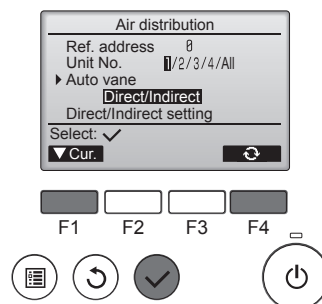 Air distribution
Ref. address 0
Unit No. 1/2/3/4/All
Auto vane
Direct/Indirect
Direct/Indirect setting
Select:
Cur.
F1 F2 F3 F4